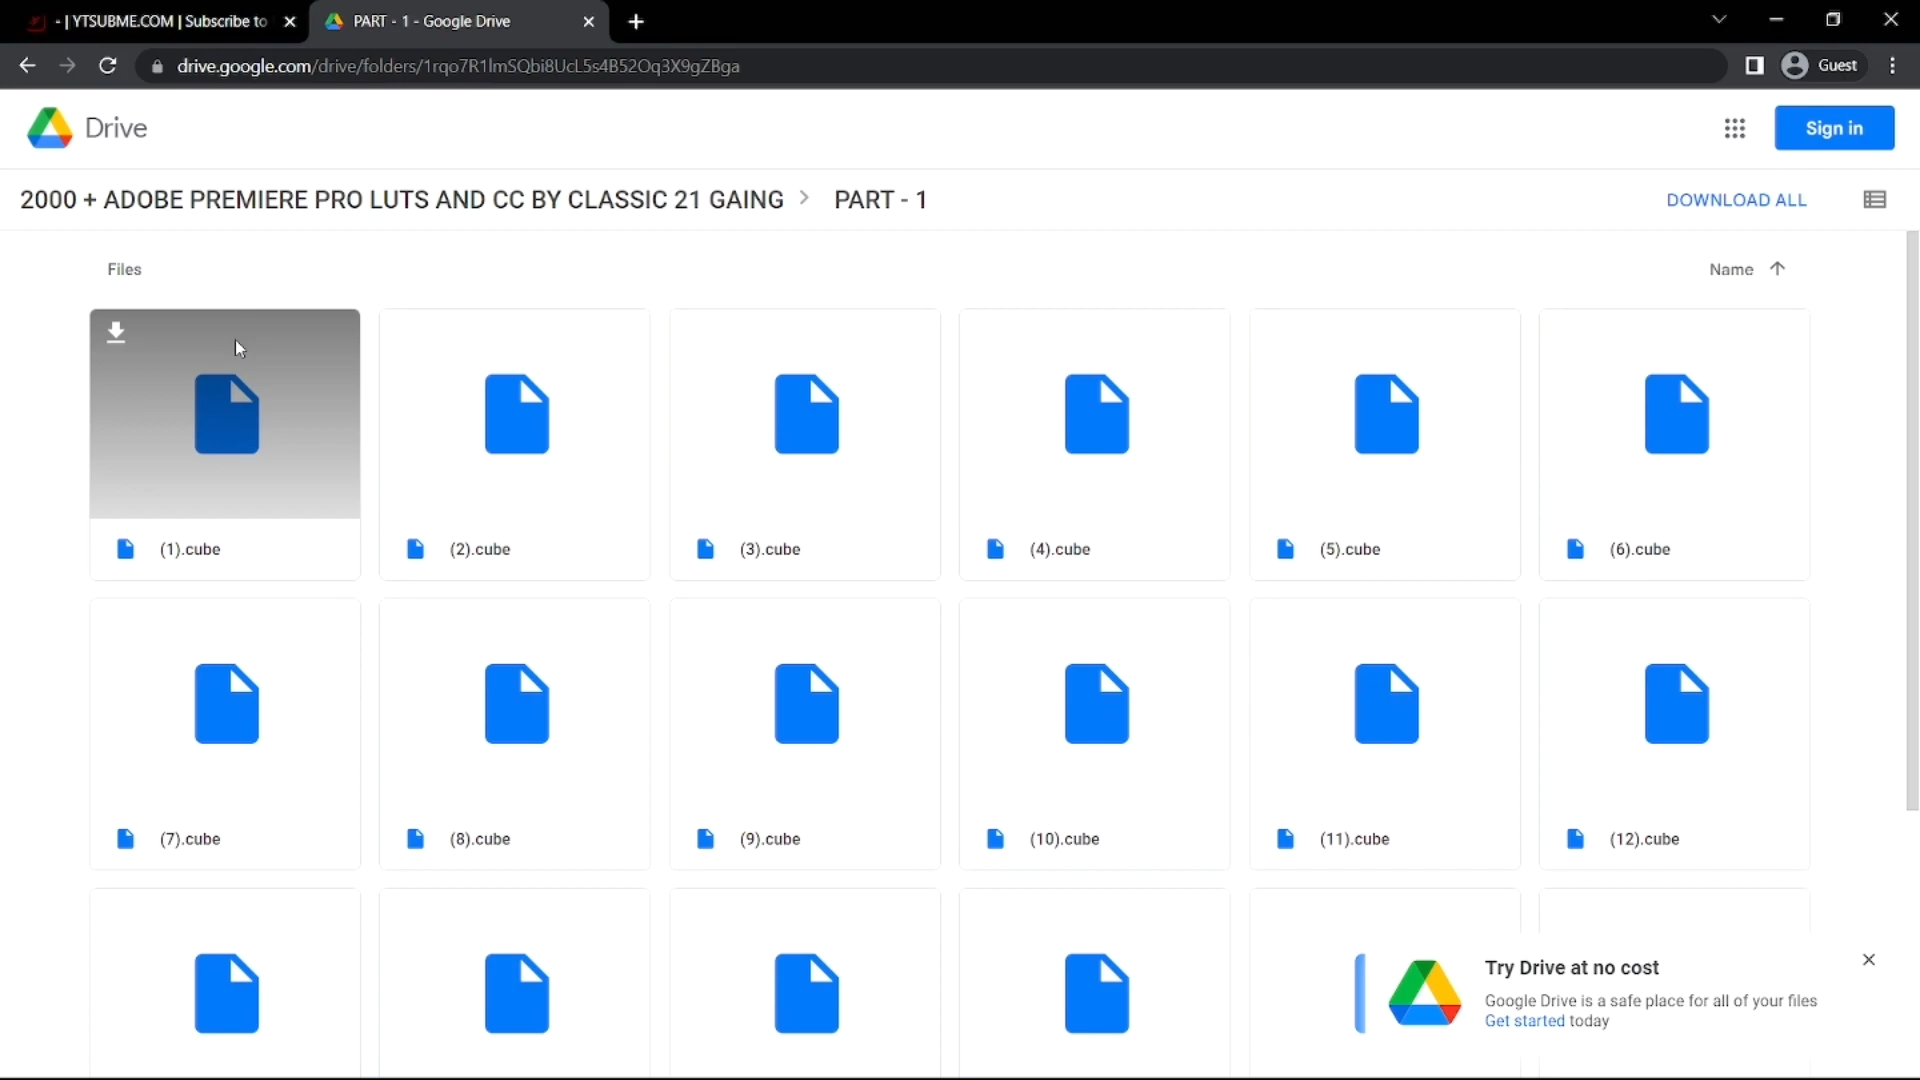 - | YTSUBME.COM | Subscribe to
PART - 1 - Google Drive
drive.google.com/drive/folders/1rqo7R1lmSQbi8UcL5s4B52Oq3X9gZBga
Guest
Drive
Sign in
2000 + ADOBE PREMIERE PRO LUTS AND CC BY CLASSIC 21 GAING > PART - 1
DOWNLOAD ALL
Files
Name
(1).cube
(2).cube
(3).cube
(4).cube
(5).cube
(6).cube
(7).cube
(8).cube
(9).cube
(10).cube
(11).cube
(12).cube
Try Drive at no cost
Google Drive is a safe place for all of your files
Get started today